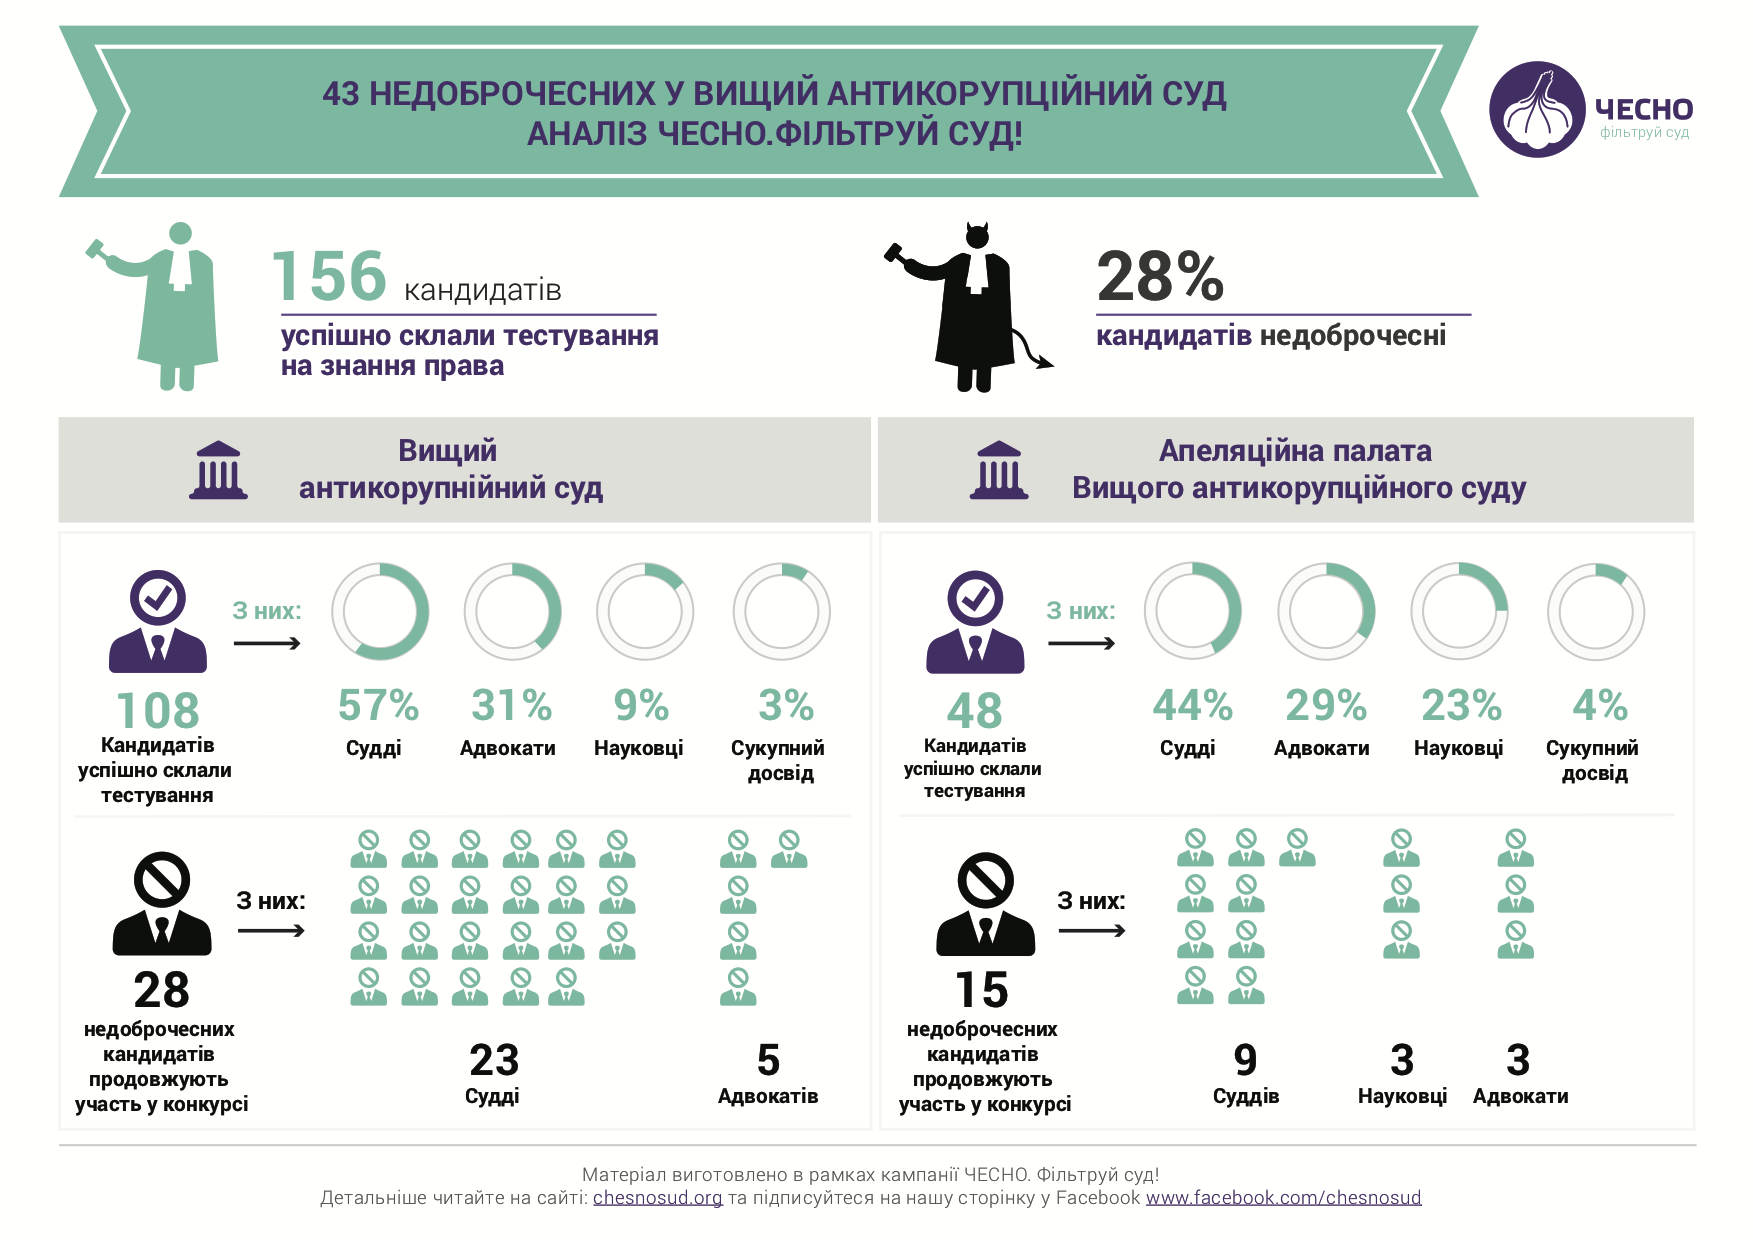 43 НЕДОБРОЧЕСНИХ У ВИЩИЙ АНТИКОРУПЦІЙНИЙ СУД
АНАЛІЗ ЧЕСНО.ФІЛЬТРУЙ СУД!
ЧЕСНО
фільтруй суд
156 кандидатів
успішно склали тестування
на знання права
28%
кандидатів недоброчесні
Вищий
антикорупнійний суд
Апеляційна палата
Вищого антикорупційного суду
З них:
108
Кандидатів
успішно склали
тестування
57%
Судді
31%
Адвокати
9%
Науковці
3%
Сукупний
досвід
З них:
48
Кандидатів
успішно склали
тестування
44%
Судді
29%
Адвокати
23%
Науковці
4%
Сукупний
досвід
З них:
28
недоброчесних
кандидатів
продовжують
участь у конкурсі
23
Судді
5
Адвокатів
З них:
15
недоброчесних
кандидатів
продовжують
участь у конкурсі
9
Суддів
3
Науковці
3
Адвокати
Матеріал виготовлено в рамках кампанії ЧЕСНО. Фільтруй суд!
Детальніше читайте на сайті: chesnosud.org та підписуйтеся на нашу сторінку у Facebook www.facebook.com/chesnosud